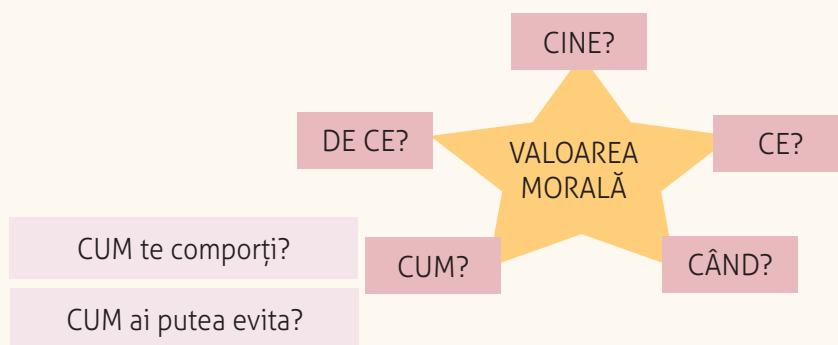 CINE?
DE CE?
VALOAREA
MORALĂ
CE?
CUM te comporți?
CUM?
CÂND?
CUM ai putea evita?